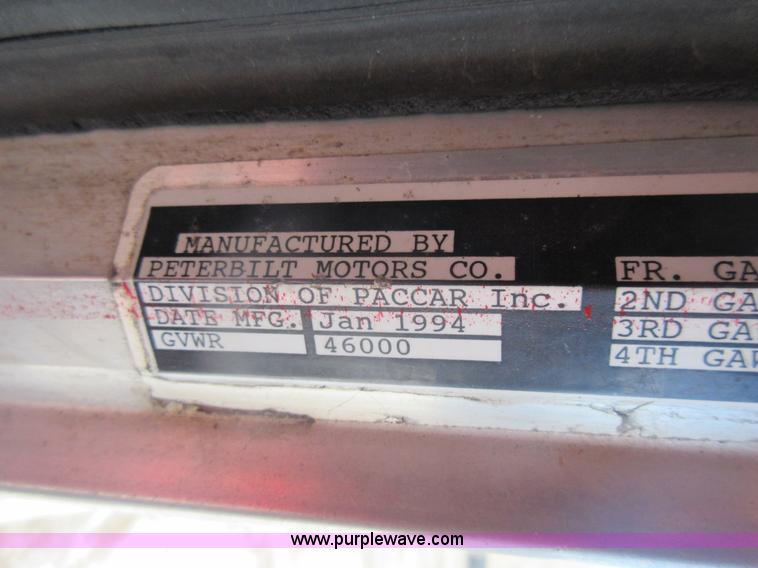 MANUFACTURED BY
PETERBILT MOTORS CO.
DIVISION OF PACCAR Inc.
DATE MFG. Jan 1994
GVWR 46000
FR. GA
2ND GA
3RD GA
4TH GAW
www.purplewave.com